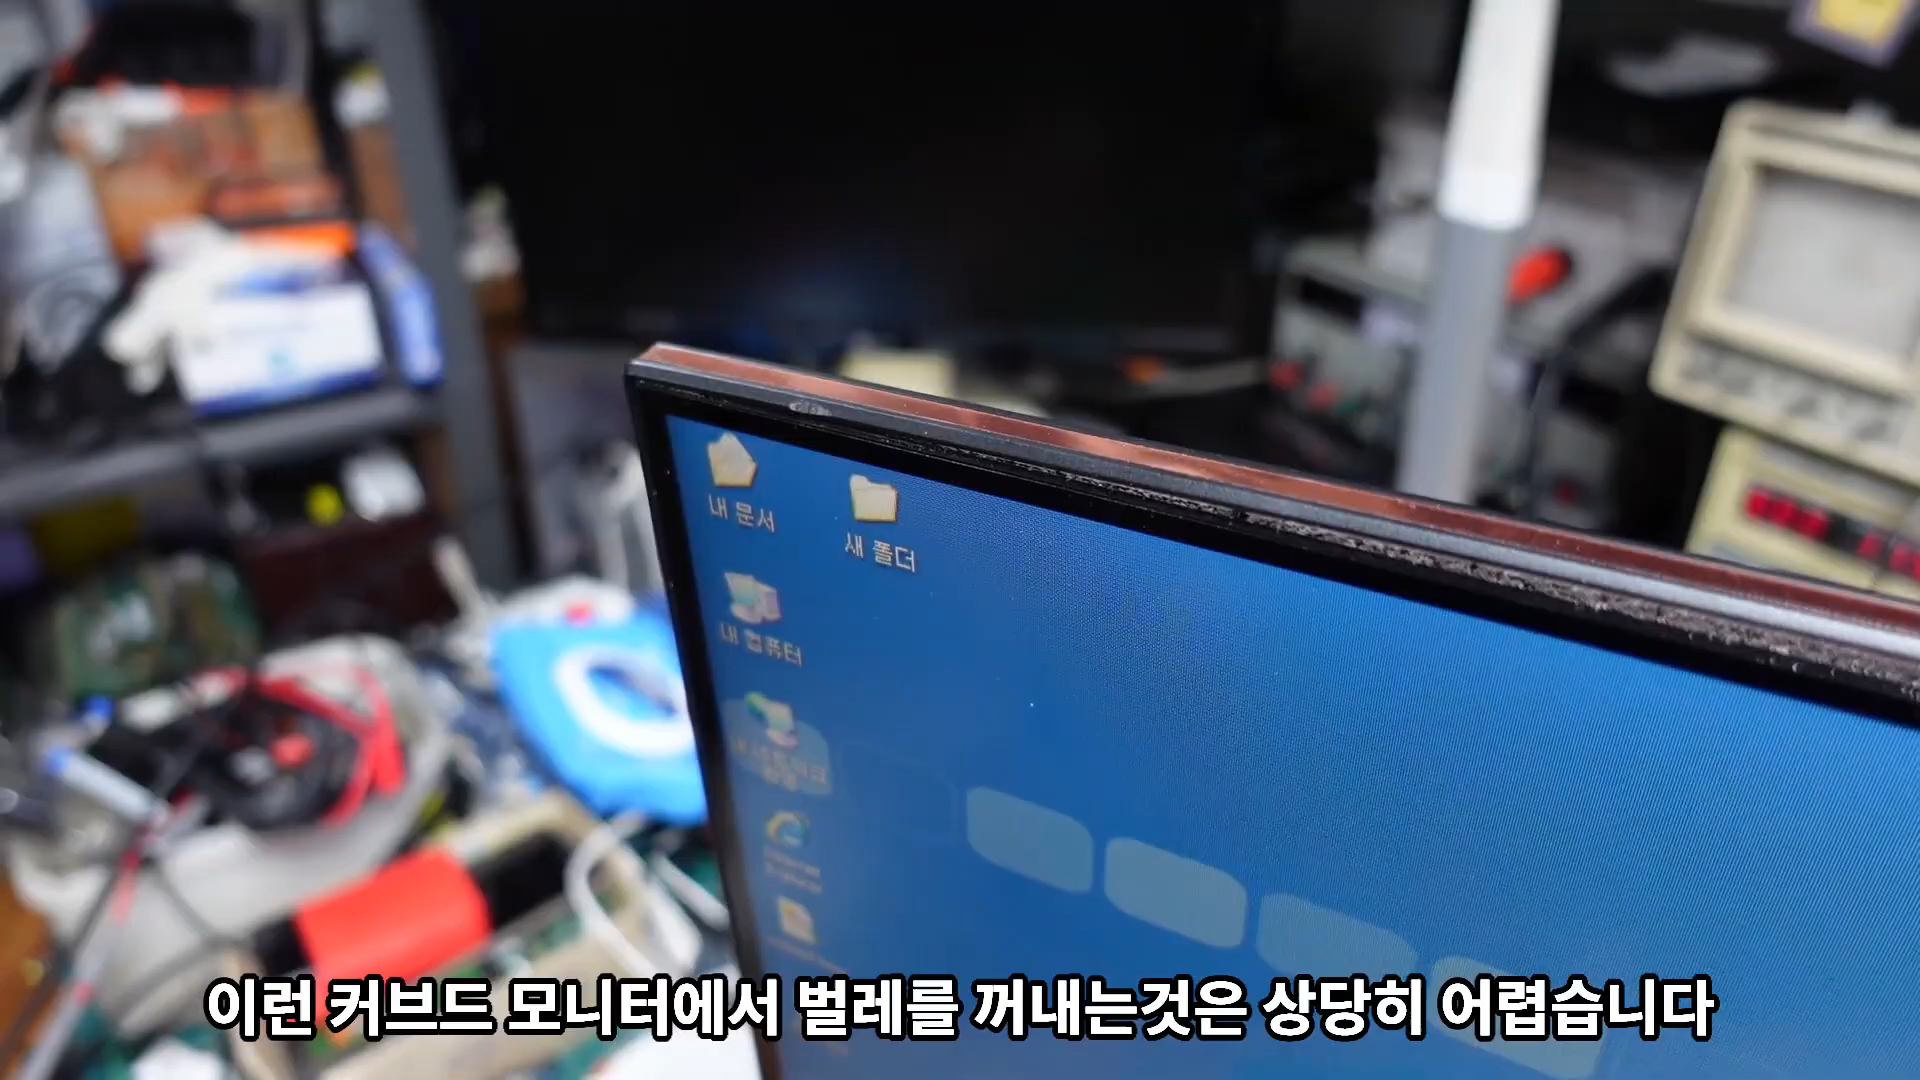 내 문서
새 폴더
내 컴퓨터
이런 커브드 모니터에서 벌레를 꺼내는것은 상당히 어렵습니다